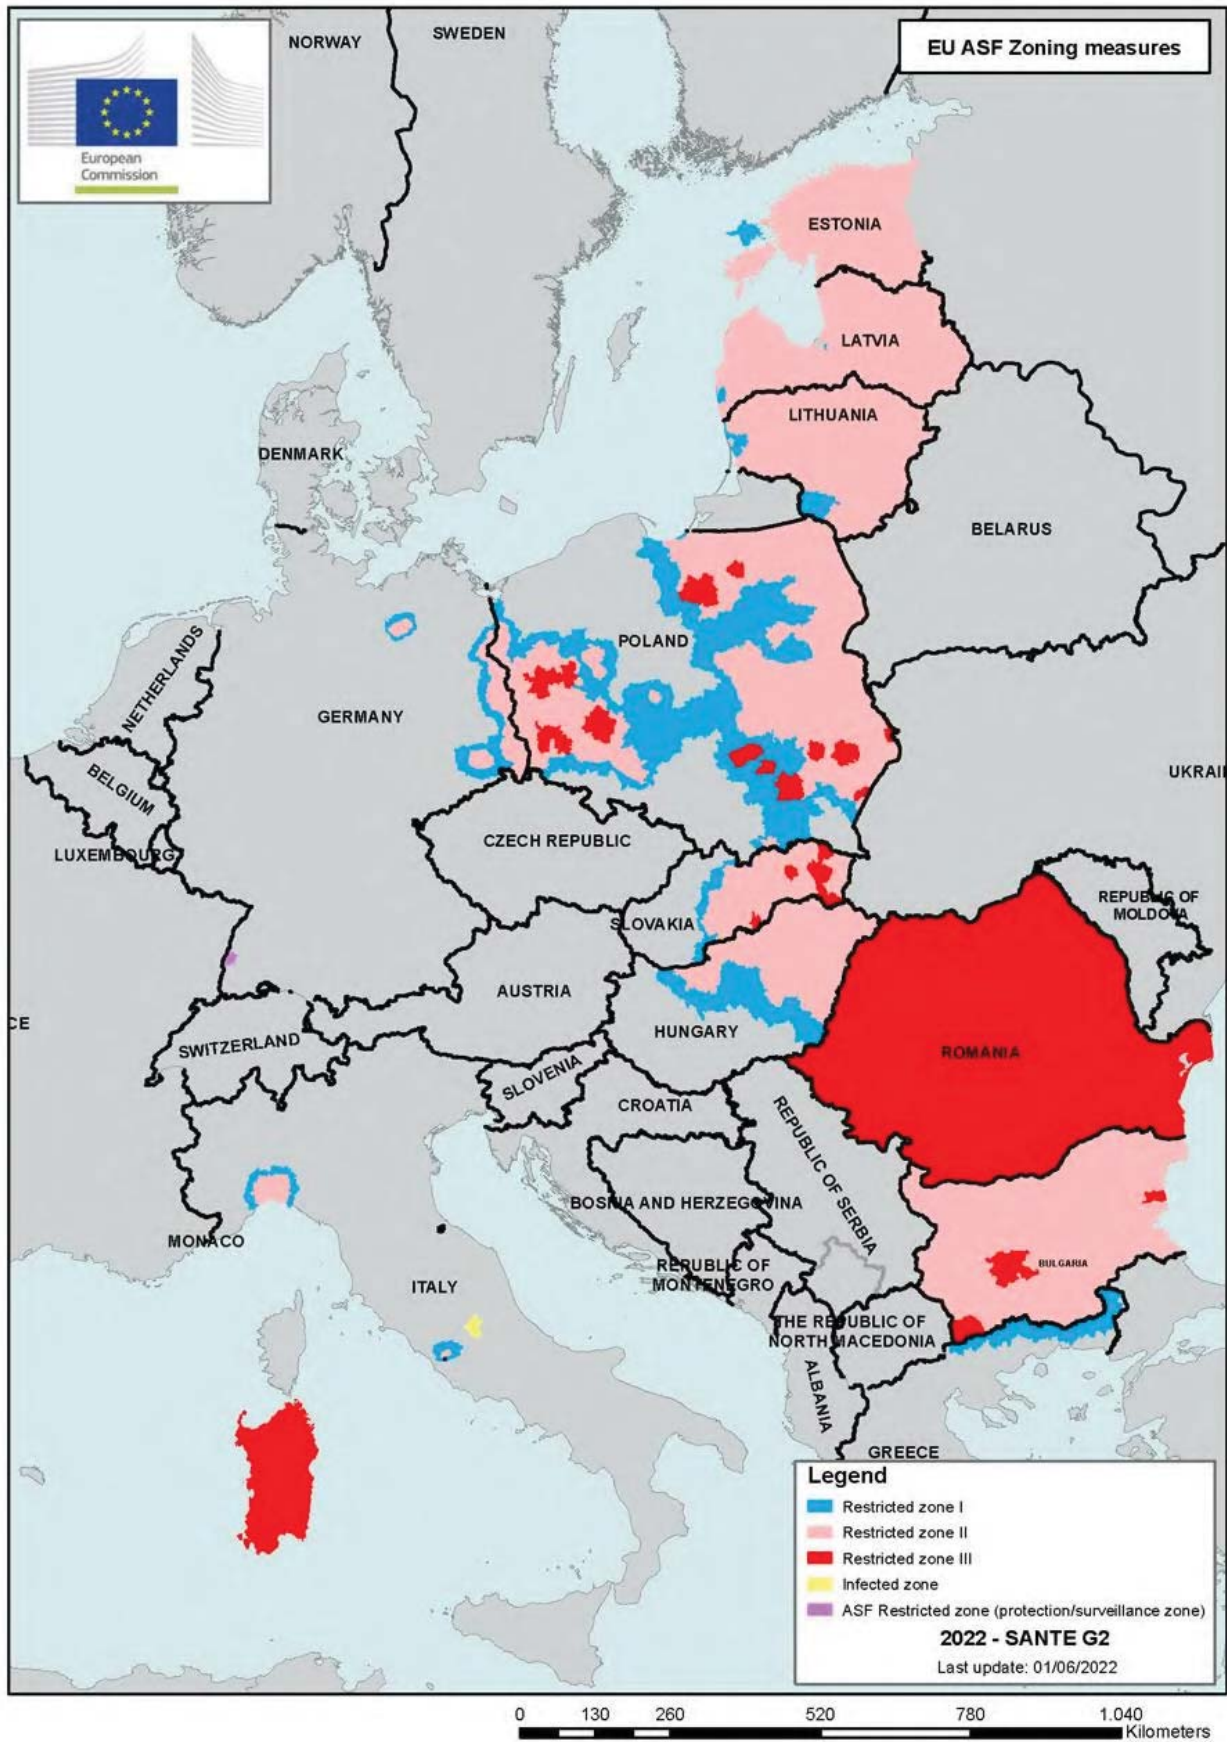 NORWAY
SWEDEN
EU ASF Zoning measures
European
Commission
ESTONIA
LATVIA
LITHUANIA
DENMARK
BELARUS
NETHERLANDS
POLAND
GERMANY
BELGIUM
UKRAI
LUXEMBOURG
CZECH REPUBLIC
SLOVAKIA
REPUBLIC OF
MOLDOVA
AUSTRIA
CE
SWITZERLAND
HUNGARY
ROMANIA
SLOVENIA
CROATIA
REPUBLIC OF SERBIA
BOSNIA AND HERZEGOVINA
MONACO
REPUBLIC OF
MONTENEGRO
BULGARIA
ITALY
THE REPUBLIC OF
NORTH MACEDONIA
ALBANIA
GREECE
Legend
Restricted zone I
Restricted zone II
Restricted zone III
Infected zone
ASF Restricted zone (protection/surveillance zone)
2022 - SANTE G2
Last update: 01/06/2022
0 130 260 520 780 1.040
Kilometers